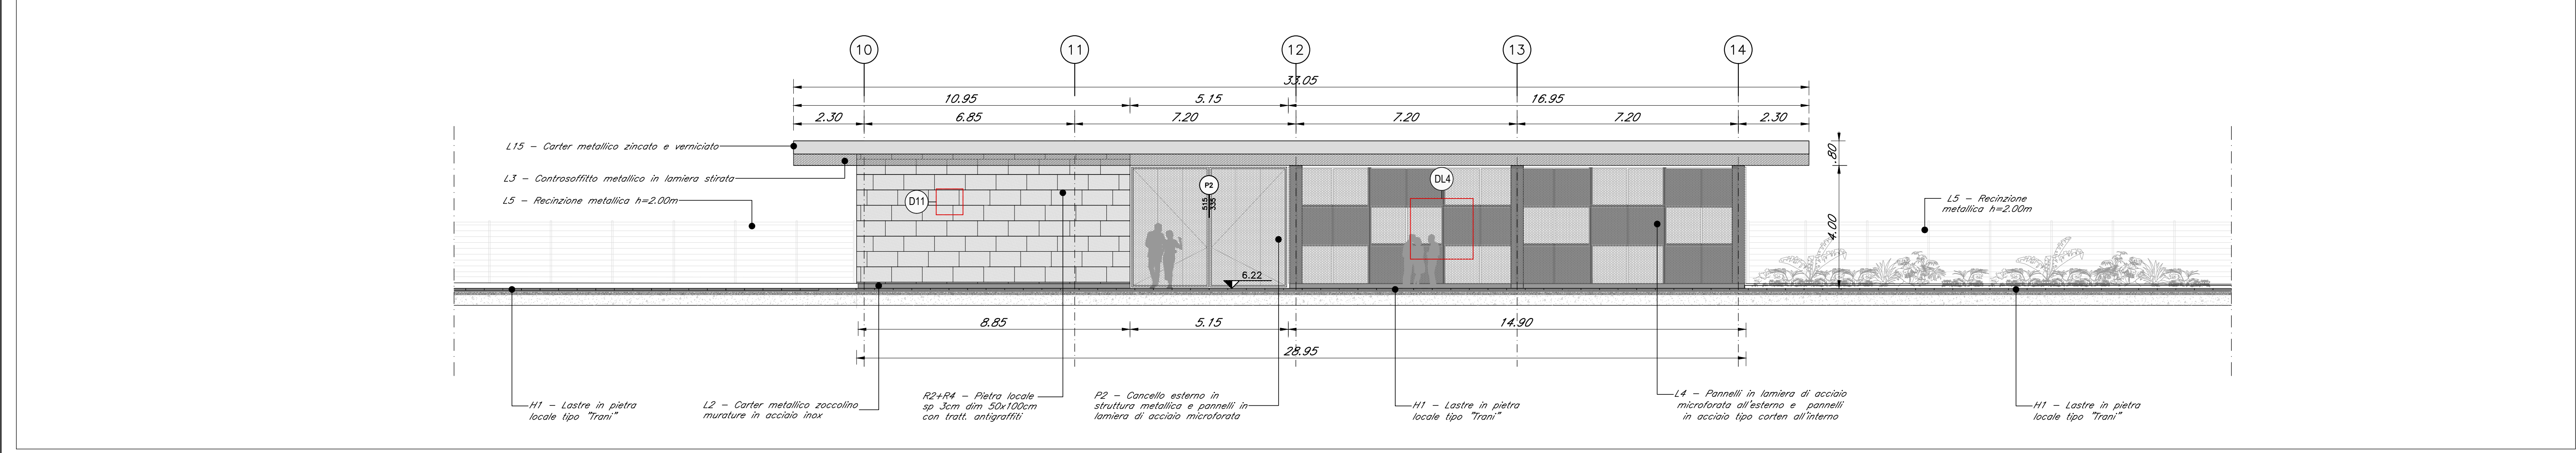 10 11 12 13 14
33.05
10.95 5.15 16.95
2.30 6.85 7.20 7.20 7.20 2.30
L15 – Carter metallico zincato e verniciato
.80
L3 – Controsoffitto metallico in lamiera stirata
DL4
P2
L5 – Recinzione metallica h=2.00m
D11
515
335
L5 – Recinzione
metallica h=2.00m
4.00
6.22
8.85 5.15 14.90
28.95
H1 – Lastre in pietra
locale tipo "Trani"
L2 – Carter metallico zoccolino
murature in acciaio inox
R2+R4 – Pietra locale
sp 3cm dim 50x100cm
con tratt. antigraffiti
P2 – Cancello esterno in
struttura metallica e pannelli in
lamiera di acciaio microforata
H1 – Lastre in pietra
locale tipo "Trani"
L4 – Pannelli in lamiera di acciaio
microforata all'esterno e pannelli
in acciaio tipo corten all'interno
H1 – Lastre in pietra
locale tipo "Trani"